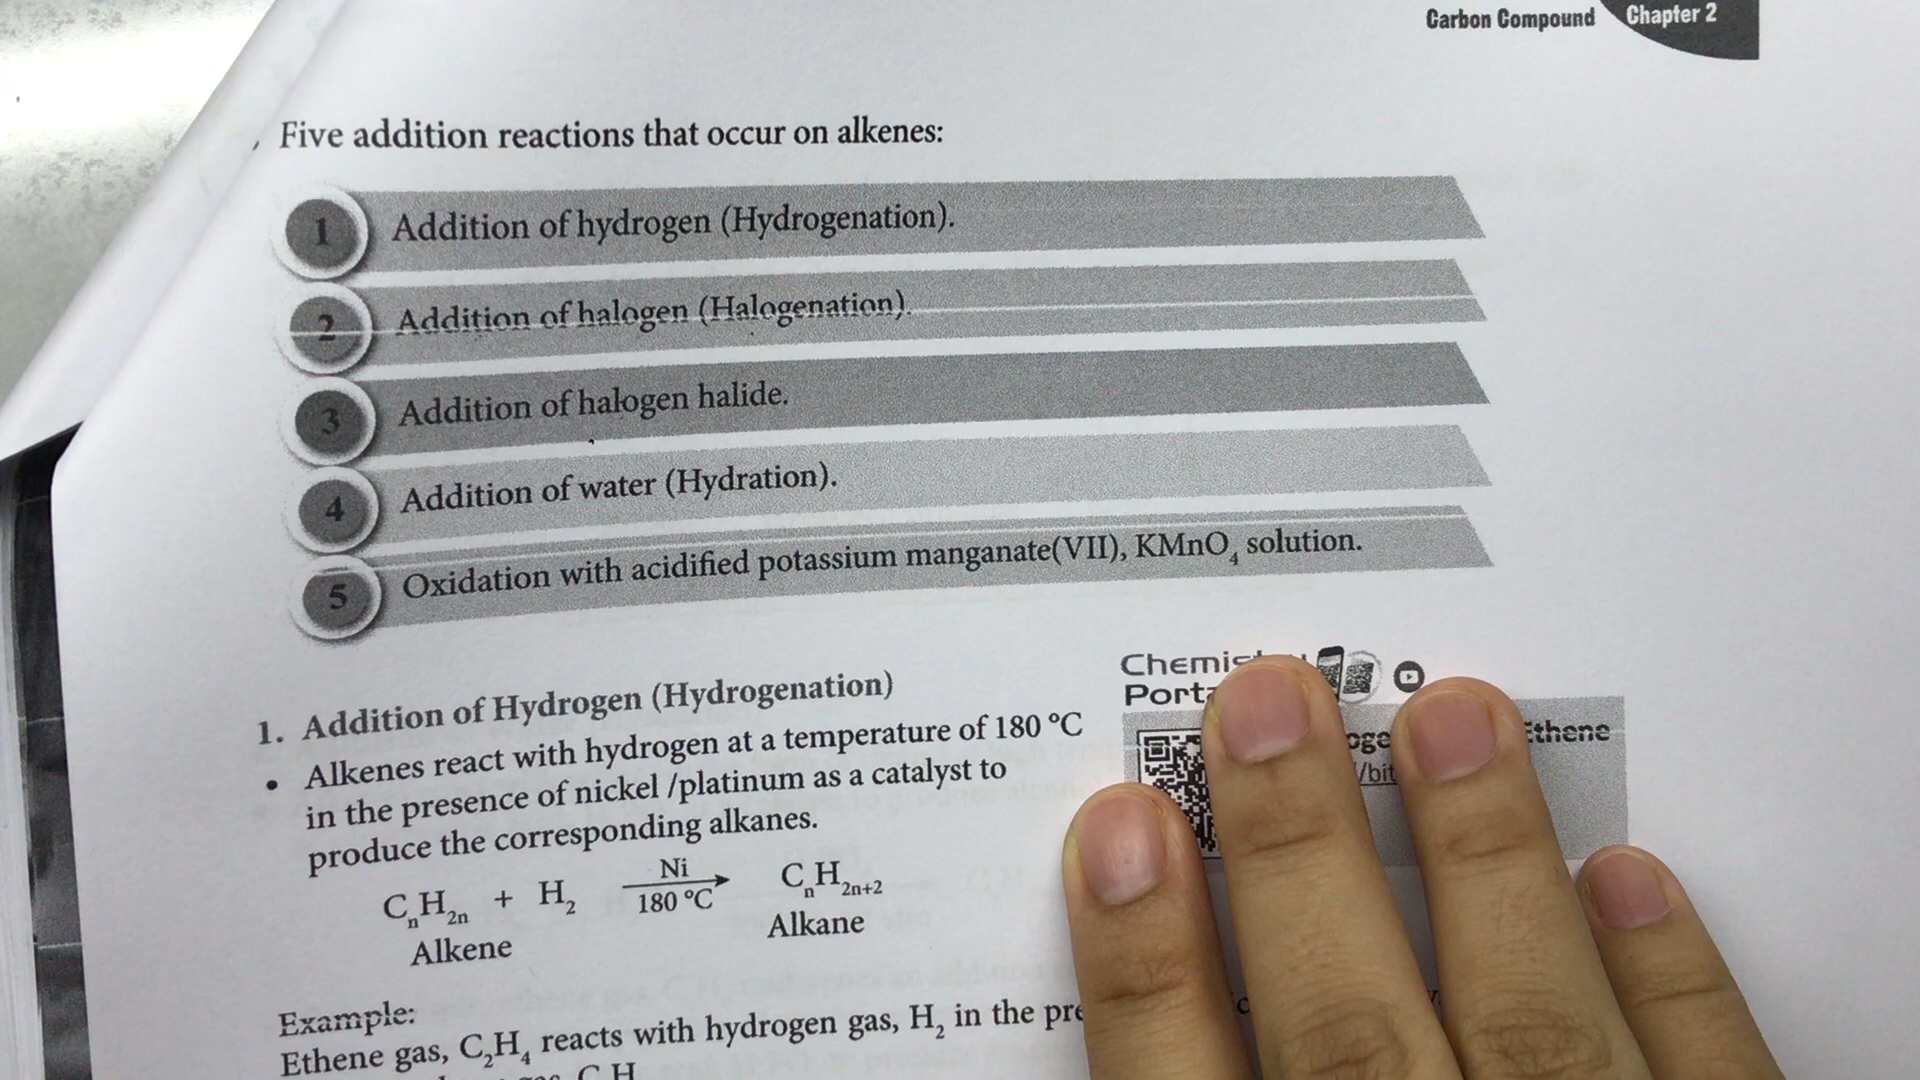 Carbon Compound Chapter 2
Five addition reactions that occur on alkenes:
1 Addition of hydrogen (Hydrogenation).
2 Addition of halogen (Halogenation).
3 Addition of halogen halide.
4 Addition of water (Hydration).
5 Oxidation with acidified potassium manganate(VII), KMnO₄ solution.
1. Addition of Hydrogen (Hydrogenation)
• Alkenes react with hydrogen at a temperature of 180 °C
in the presence of nickel /platinum as a catalyst to
produce the corresponding alkanes.
CₙH₂ₙ + H₂ Ni 180 °C CₙH₂ₙ₊₂
Alkene Alkane
Ethene
Example:
Ethene gas, C₂H₄ reacts with hydrogen gas, H₂ in the